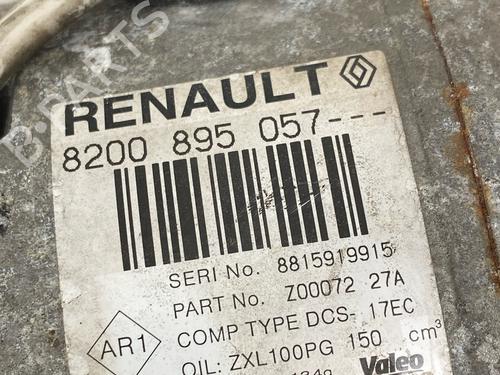 RENAULT
8200 895 057---
SERI No. 8815919915
PART No. Z00072 27A
COMP TYPE DCS- 17EC
AR1
OIL: ZXL100PG 150 cm³
Valeo
B-PARTS